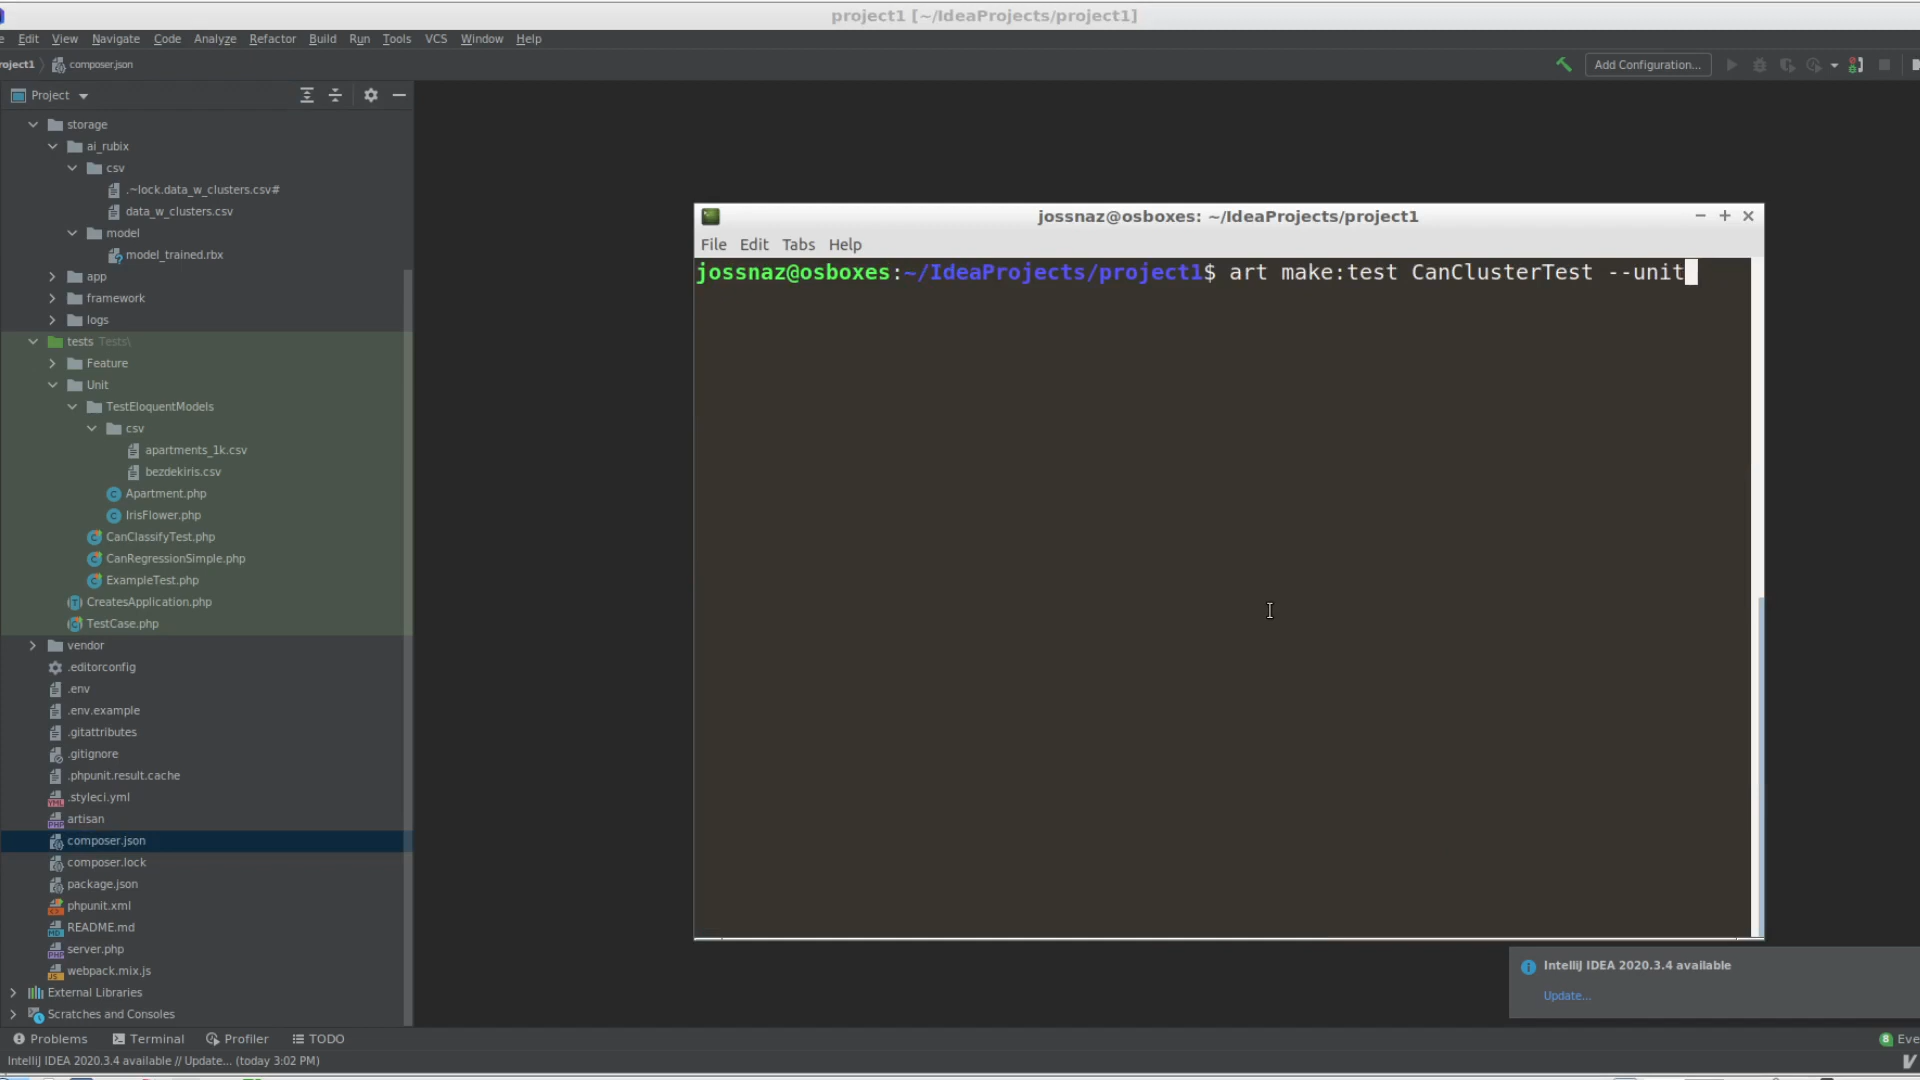 project1 [~/IdeaProjects/project1]
Edit View Navigate Code Analyze Refactor Build Run Tools VCS Window Help
roject1 composer.json
Add Configuration...
Project
storage
ai_rubix
csv
.~lock.data_w_clusters.csv#
data_w_clusters.csv
model
model_trained.rbx
app
framework
logs
tests Tests\
Feature
Unit
TestEloquentModels
csv
apartments_1k.csv
bezdekiris.csv
Apartment.php
IrisFlower.php
CanClassifyTest.php
CanRegressionSimple.php
ExampleTest.php
CreatesApplication.php
TestCase.php
vendor
.editorconfig
.env
.env.example
.gitattributes
.gitignore
.phpunit.result.cache
.styleci.yml
artisan
composer.json
composer.lock
package.json
phpunit.xml
README.md
server.php
webpack.mix.js
External Libraries
Scratches and Consoles
jossnaz@osboxes: ~/IdeaProjects/project1
File Edit Tabs Help
jossnaz@osboxes:~/IdeaProjects/project1$ art make:test CanClusterTest --unit
IntelliJ IDEA 2020.3.4 available
Update...
Problems Terminal Profiler TODO
8 Eve
IntelliJ IDEA 2020.3.4 available // Update... (today 3:02 PM)